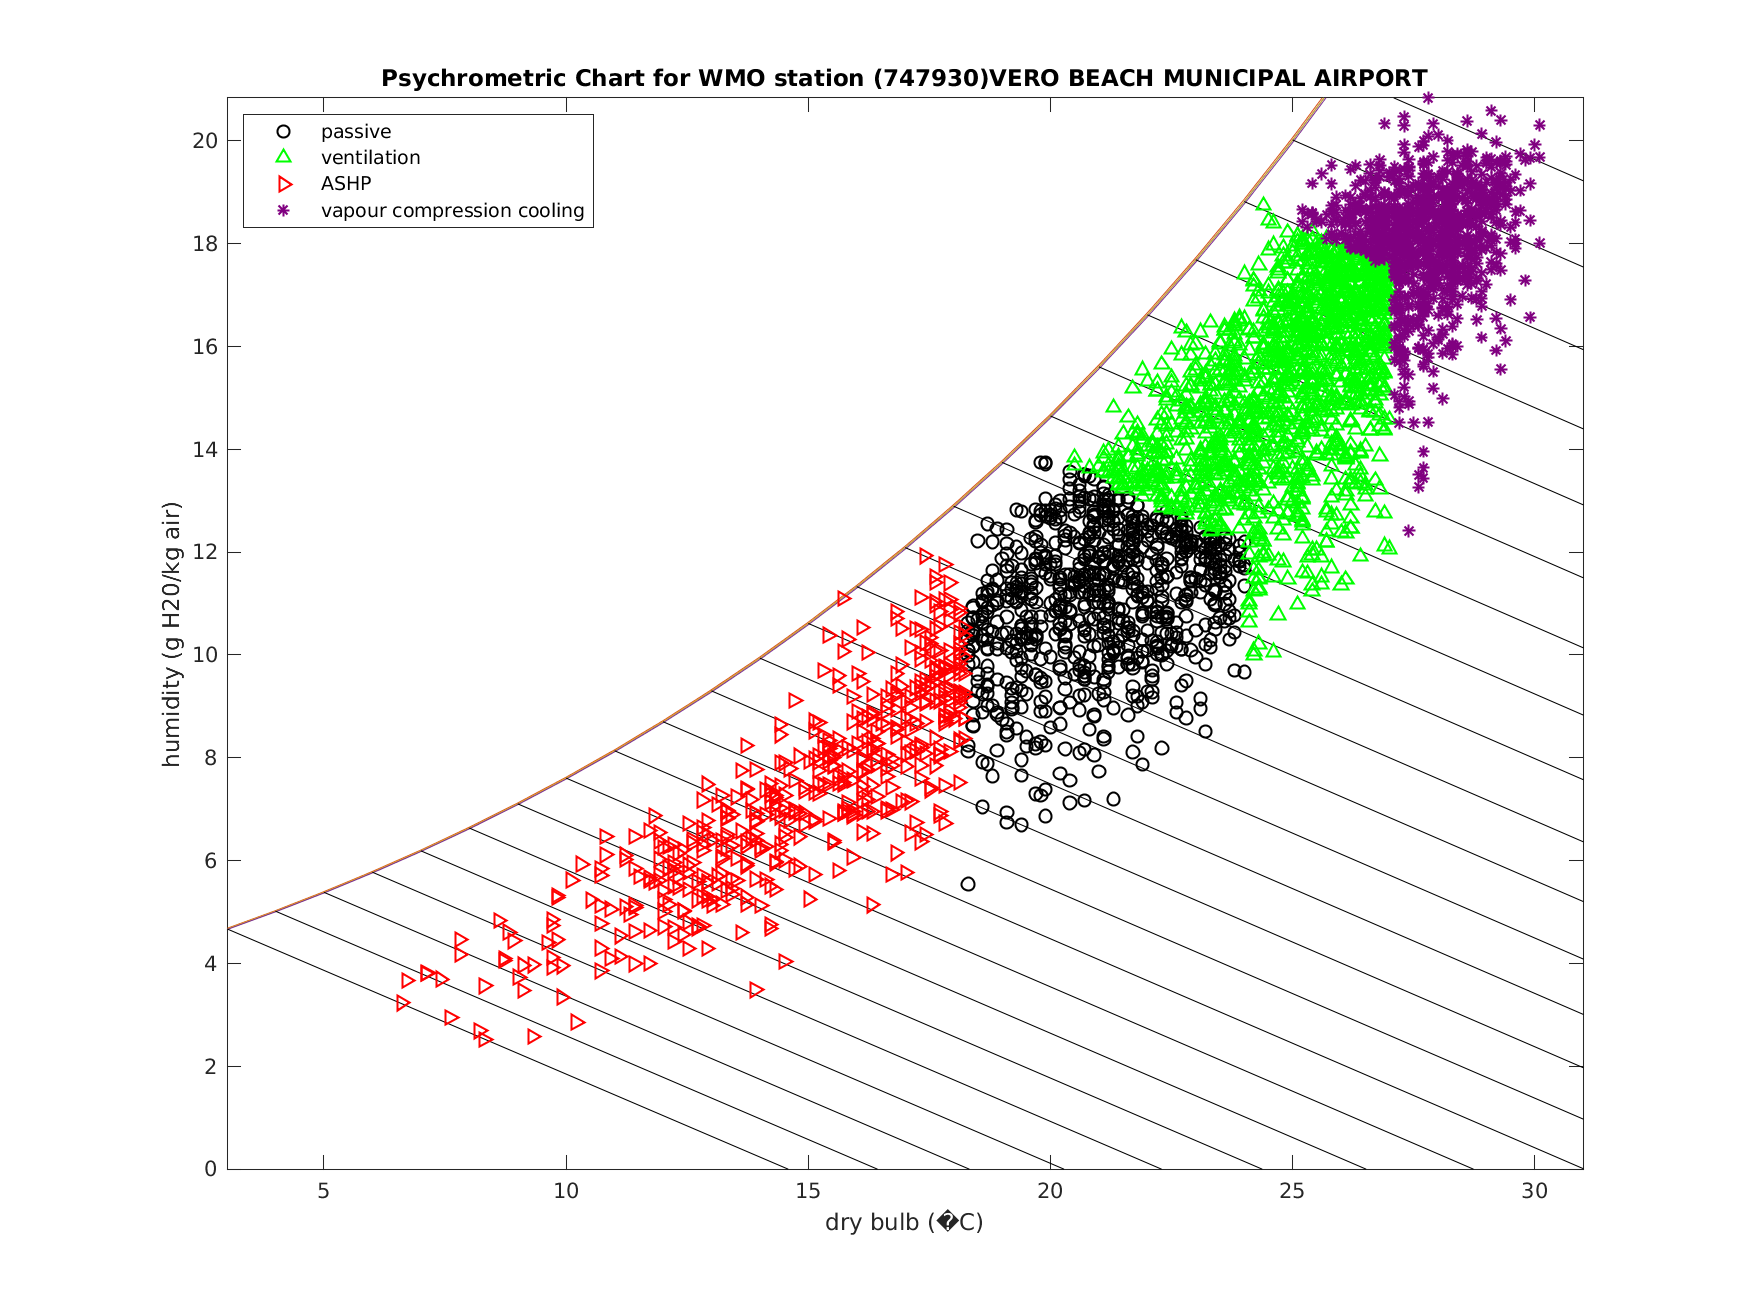 Psychrometric Chart for WMO station (747930)VERO BEACH MUNICIPAL AIRPORT
passive
ventilation
ASHP
vapour compression cooling
humidity (g H20/kg air)
20
18
16
14
12
10
8
6
4
2
0
5 10 15 20 25 30
dry bulb (�C)